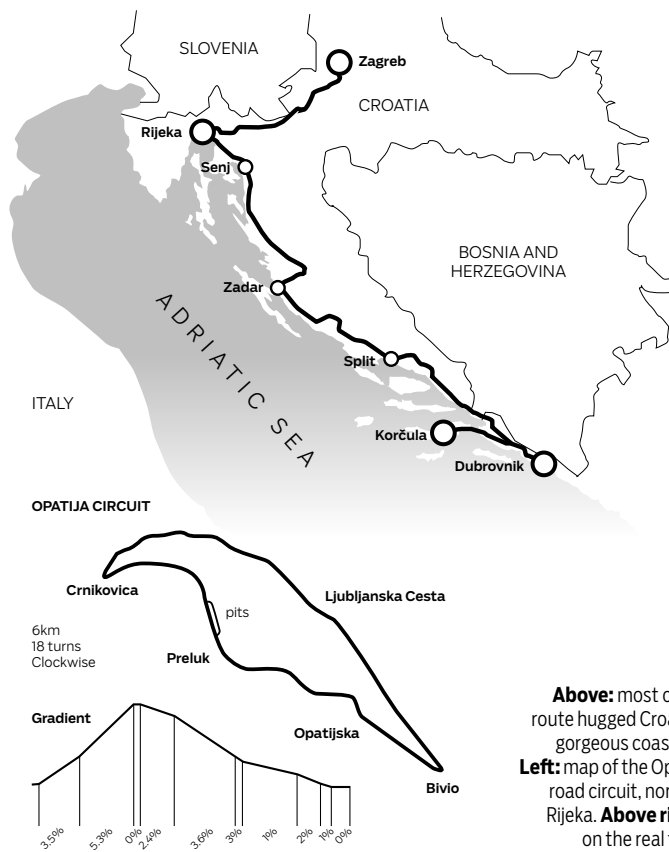 SLOVENIA
Zagreb
CROATIA
Rijeka
Senj
BOSNIA AND
HERZEGOVINA
Zadar
ADRIATIC SEA
Split
ITALY
Korčula
Dubrovnik
OPATIJA CIRCUIT
Crnikovica
Ljubljanska Cesta
pits
6km
18 turns
Clockwise
Preluk
Gradient
Opatijska
Bivio
3.5% 5.3% 0% 2.4% 3.6% .3% 1% 2% 1% 0%
Above: most o
route hugged Croa
gorgeous coas
Left: map of the Op
road circuit, nor
Rijeka. Above ri
on the real